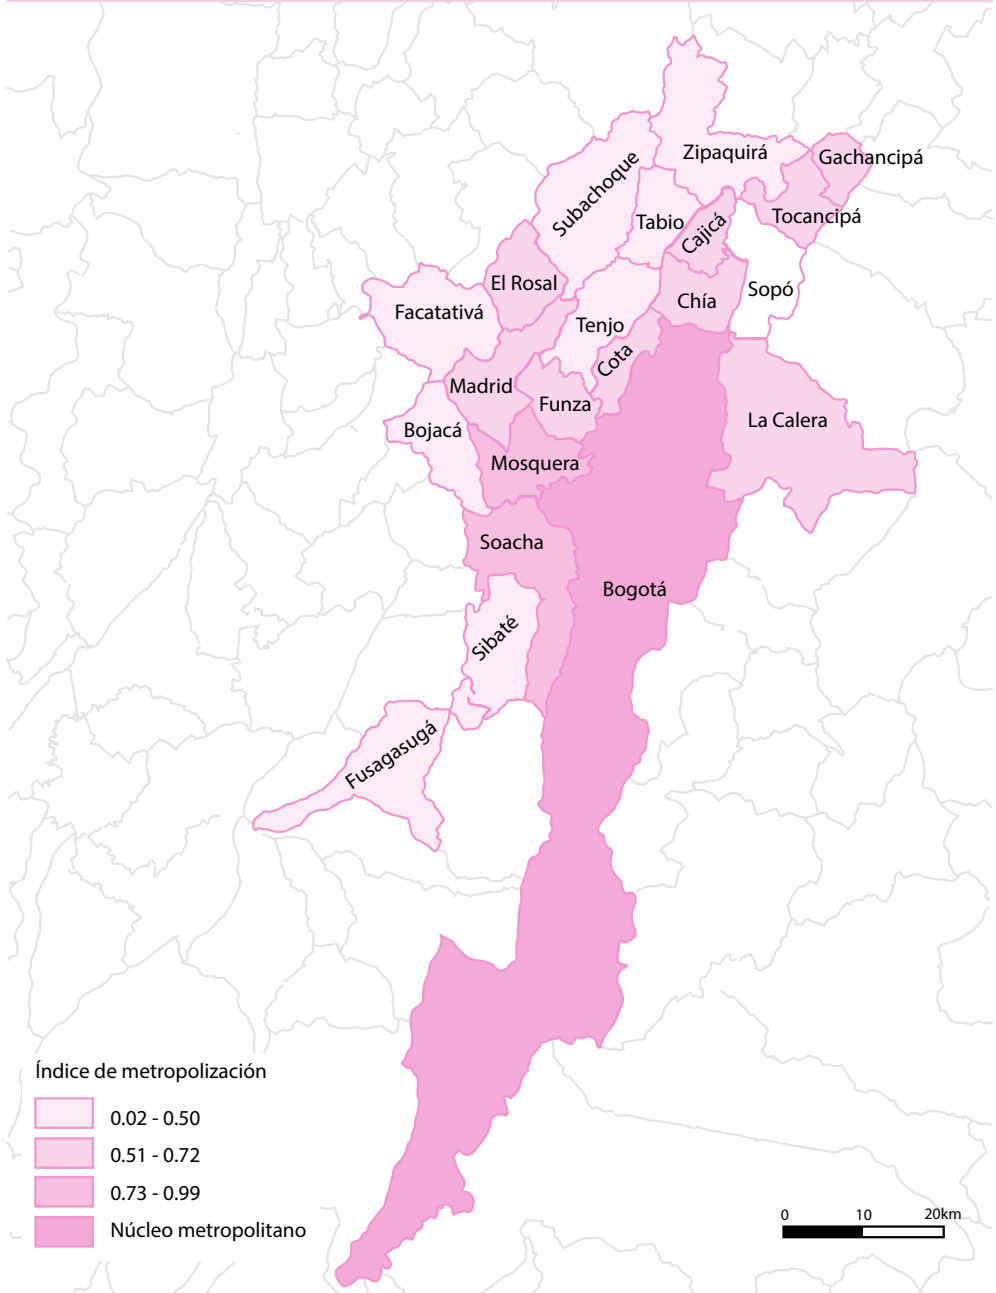 Zipaquirá
Gachancipá
Subachoque
Tabio
Cajicá
Tocancipá
El Rosal
Sopó
Facatativá
Chía
Tenjo
Cota
Madrid
Funza
La Calera
Bojacá
Mosquera
Soacha
Bogotá
Sibaté
Fusagasugá
Índice de metropolización
0.02 - 0.50
0.51 - 0.72
0.73 - 0.99
Núcleo metropolitano
0 10 20km